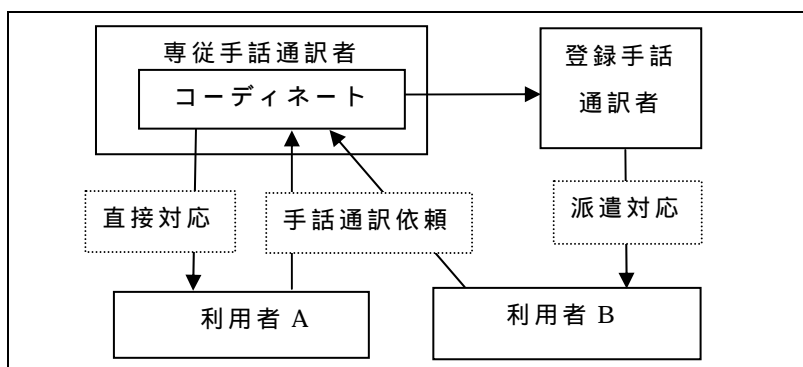 専従手話通訳者
コーディネート
登録手話
通訳者
直接対応
手話通訳依頼
派遣対応
利用者 A
利用者 B